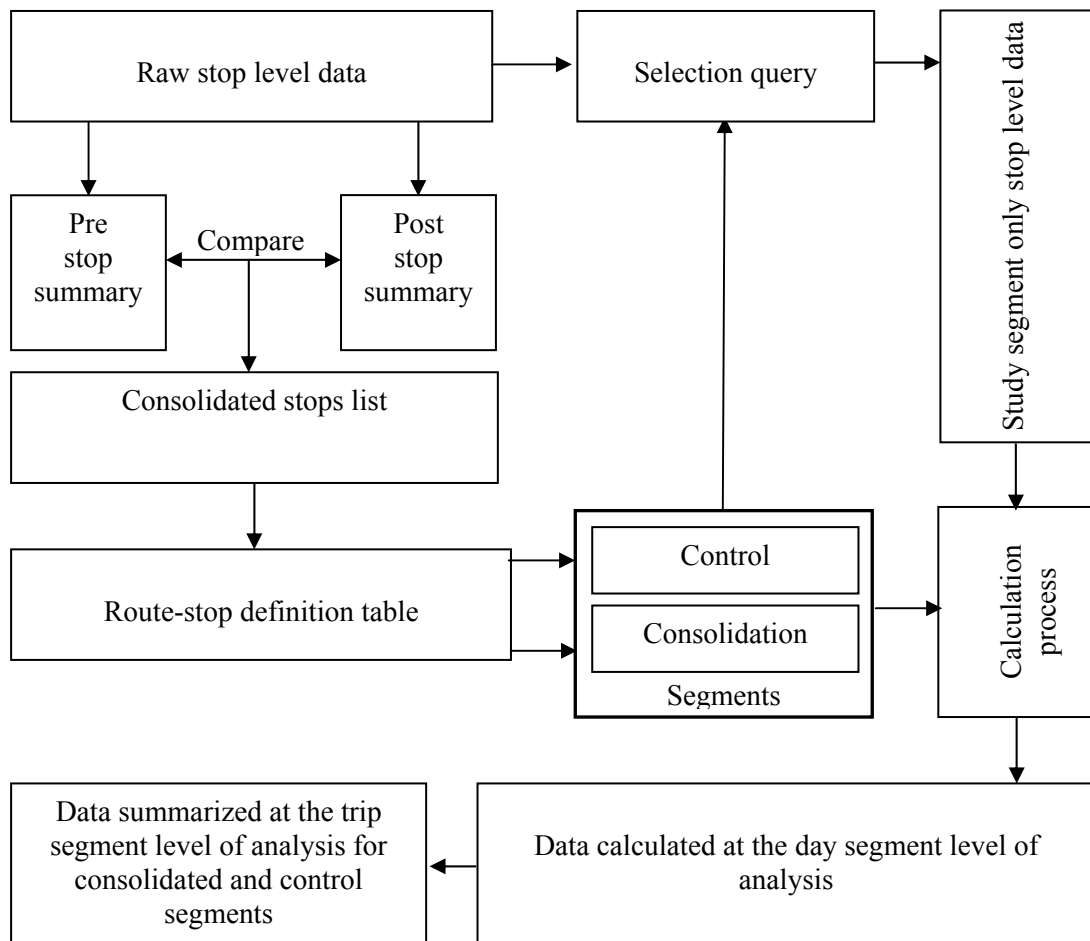 Raw stop level data
Selection query
Study segment only stop level data
Pre
stop
summary
Compare
Post
stop
summary
Consolidated stops list
Route-stop definition table
Control
Consolidation
Segments
Calculation
process
Data summarized at the trip
segment level of analysis for
consolidated and control
segments
Data calculated at the day segment level of
analysis